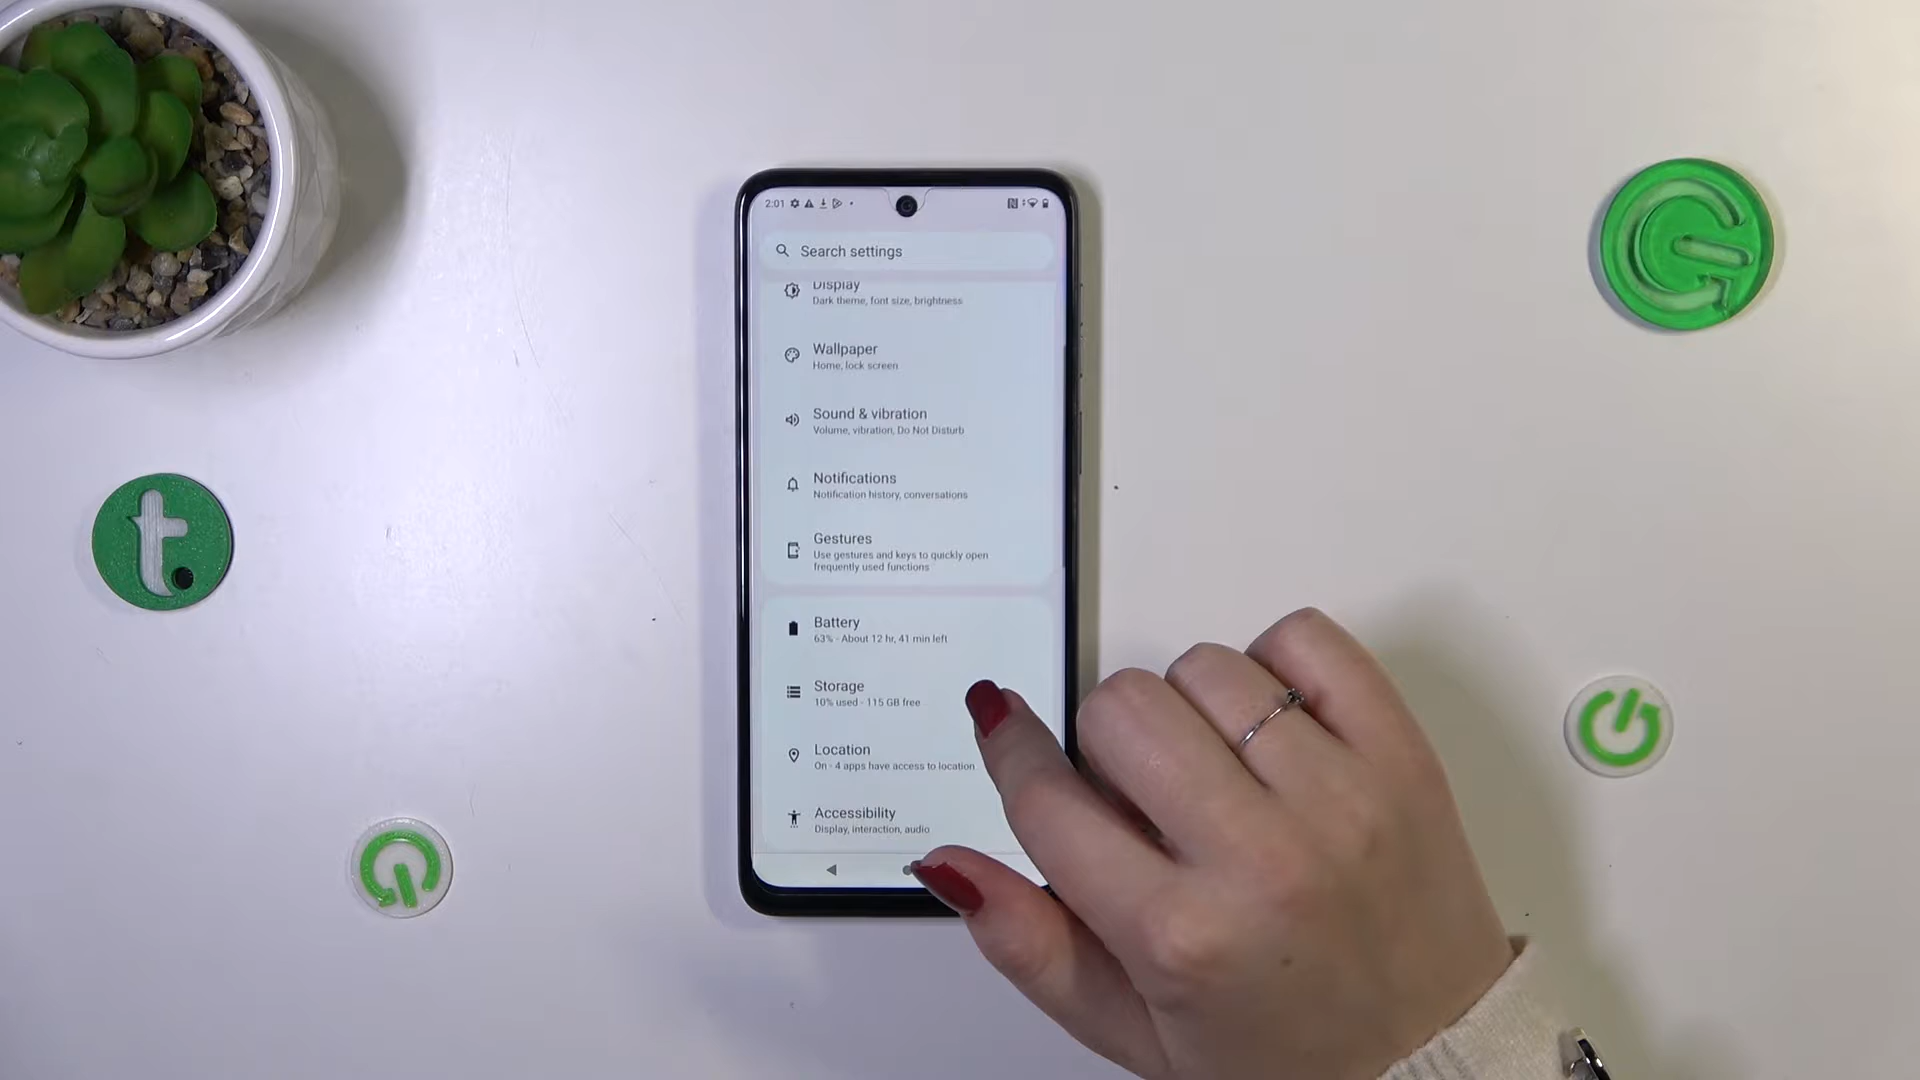 2:01
Search settings
Display
Dark theme, font size, brightness
Wallpaper
Home, lock screen
Sound & vibration
Volume, vibration, Do Not Disturb
Notifications
Notification history, conversations
Gestures
Use gestures and keys to quickly open
frequently used functions
Battery
63% - About 12 hr, 41 min left
Storage
10% used - 115 GB free
Location
On - 4 apps have access to location
Accessibility
Display, interaction, audio
t.